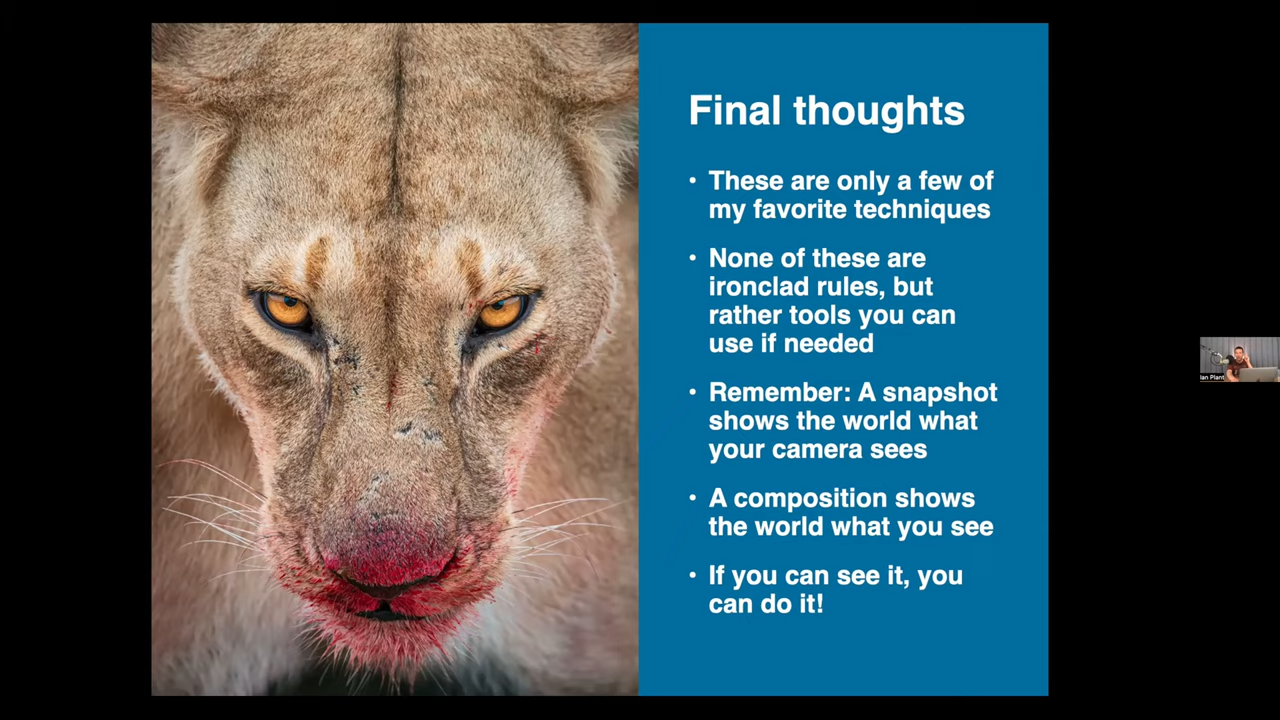 Final thoughts
• These are only a few of
my favorite techniques
• None of these are
ironclad rules, but
rather tools you can
use if needed
• Remember: A snapshot
shows the world what
your camera sees
• A composition shows
the world what you see
• If you can see it, you
can do it!
Ian Plant